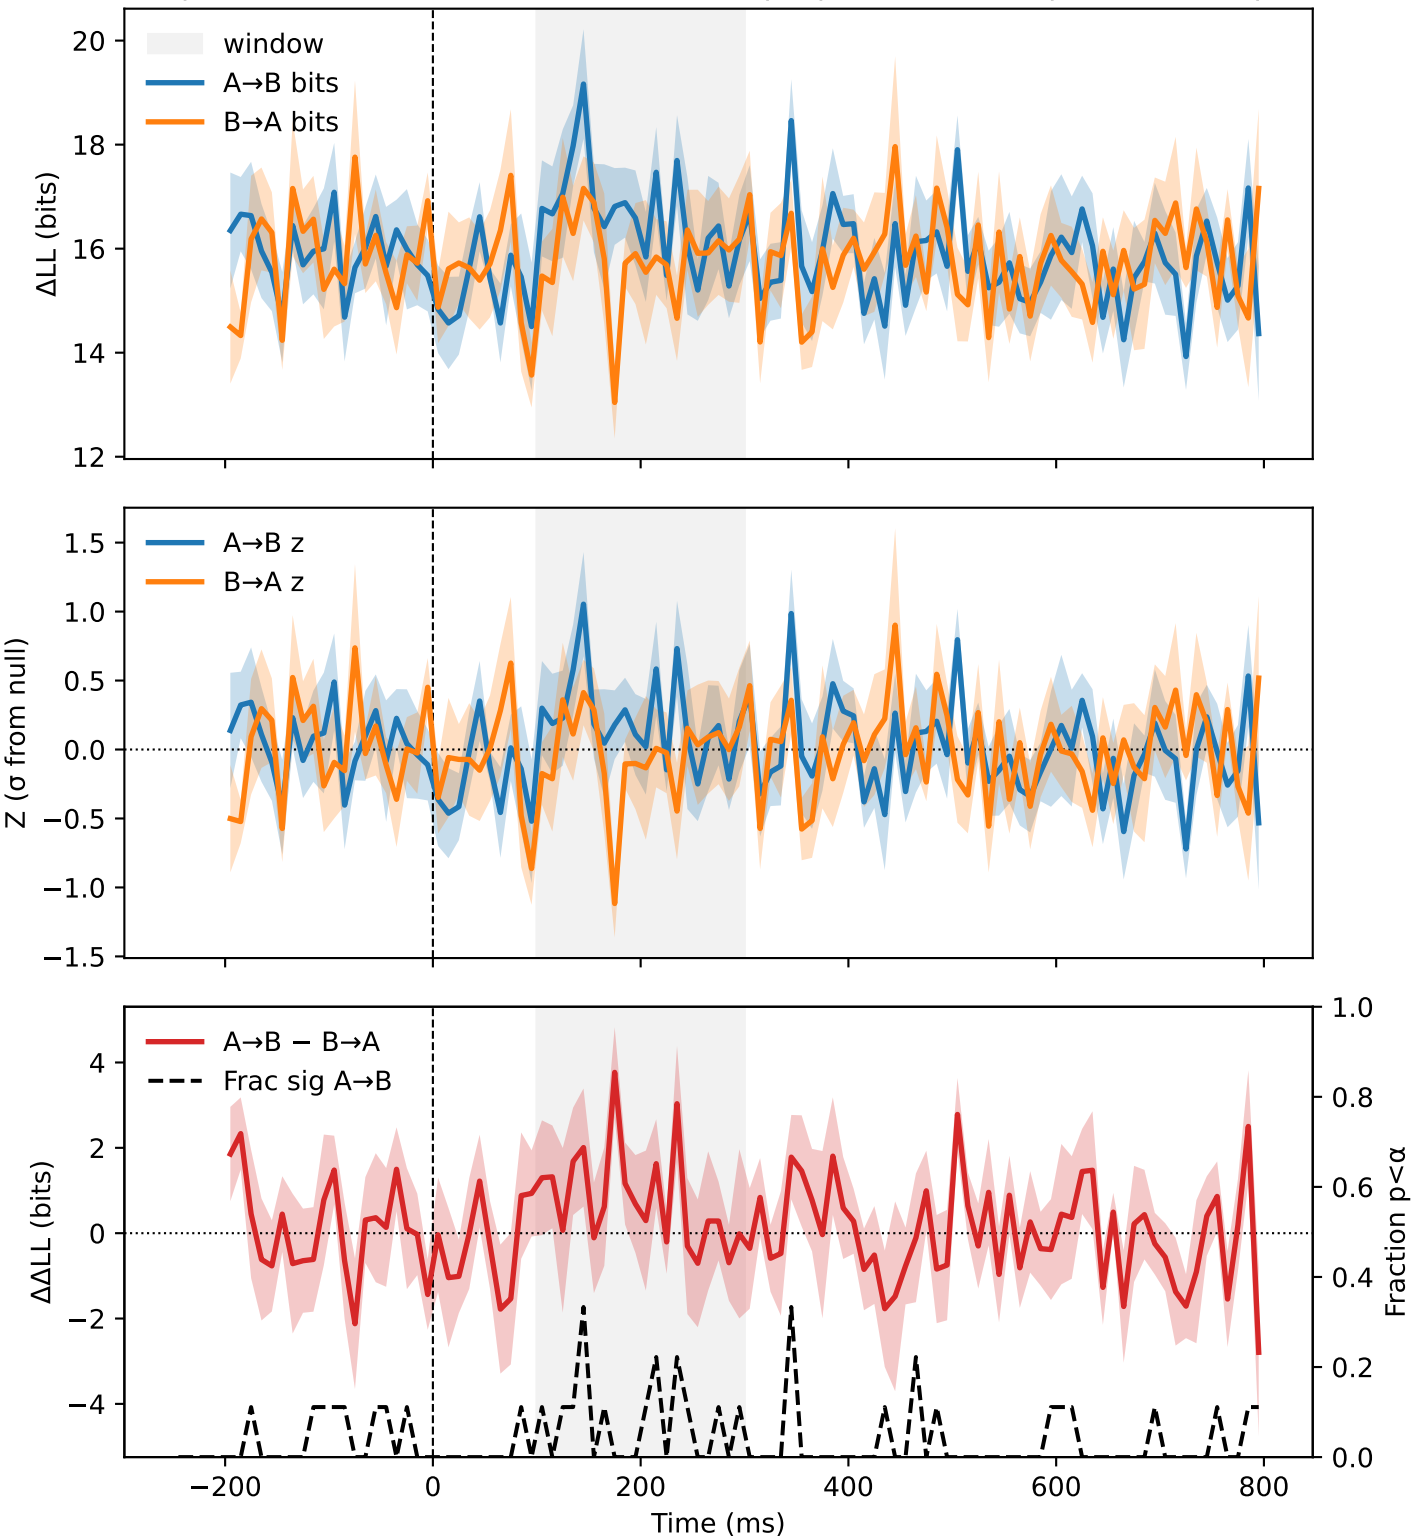 20
18
16
14
12
ΔLL (bits)
window
A→B bits
B→A bits
1.5
1.0
0.5
0.0
−0.5
−1.0
−1.5
Z (σ from null)
A→B z
B→A z
4
2
0
−2
−4
ΔΔLL (bits)
A→B − B→A
Frac sig A→B
1.0
0.8
0.6
0.4
0.2
0.0
Fraction p<α
−200
0
200
400
600
800
Time (ms)